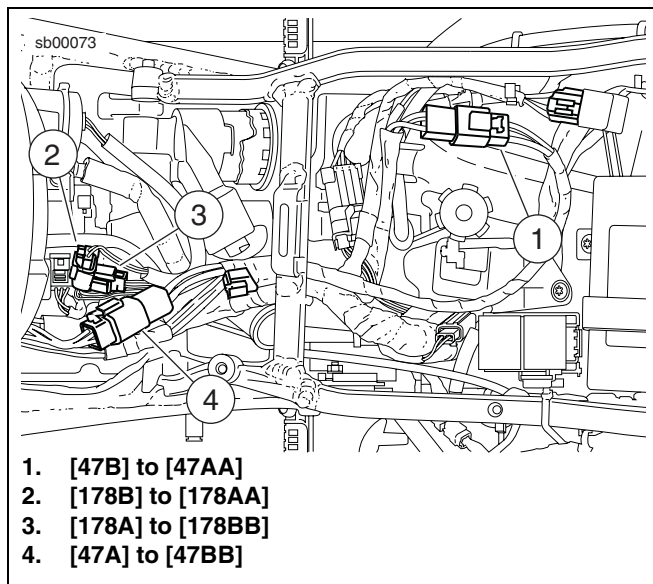 sb00073
2
3
1
4
1. [47B] to [47AA]
2. [178B] to [178AA]
3. [178A] to [178BB]
4. [47A] to [47BB]